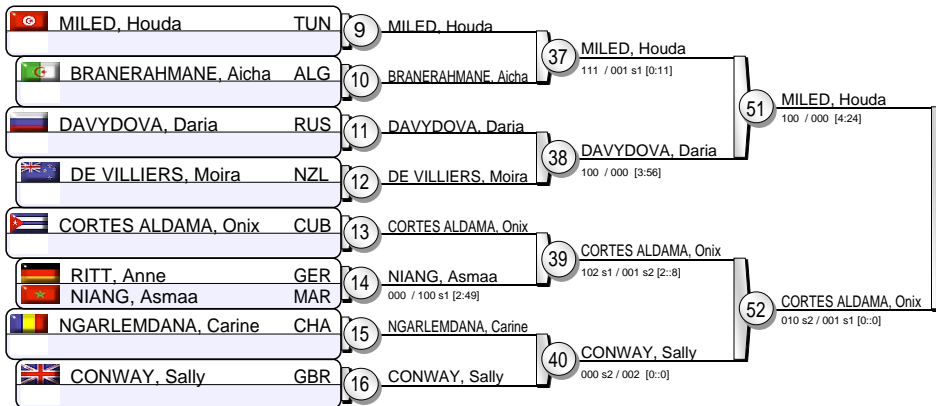 MILED, Houda TUN
BRANERAHMANE, Aicha ALG
DAVYDOVA, Daria RUS
DE VILLIERS, Moira NZL
CORTES ALDAMA, Onix CUB
RITT, Anne GER
NIANG, Asmaa MAR
NGARLEMDANA, Carine CHA
CONWAY, Sally GBR
9 MILED, Houda
10 BRANERAHMANE, Aicha
11 DAVYDOVA, Daria
12 DE VILLIERS, Moira
13 CORTES ALDAMA, Onix
14 NIANG, Asmaa
000 / 100 s1 [2:49]
15 NGARLEMDANA, Carine
16 CONWAY, Sally
37 MILED, Houda
111 / 001 s1 [0:11]
38 DAVYDOVA, Daria
100 / 000 [3:56]
39 CORTES ALDAMA, Onix
102 s1 / 001 s2 [2::8]
40 CONWAY, Sally
000 s2 / 002 [0::0]
51 MILED, Houda
100 / 000 [4:24]
52 CORTES ALDAMA, Onix
010 s2 / 001 s1 [0::0]